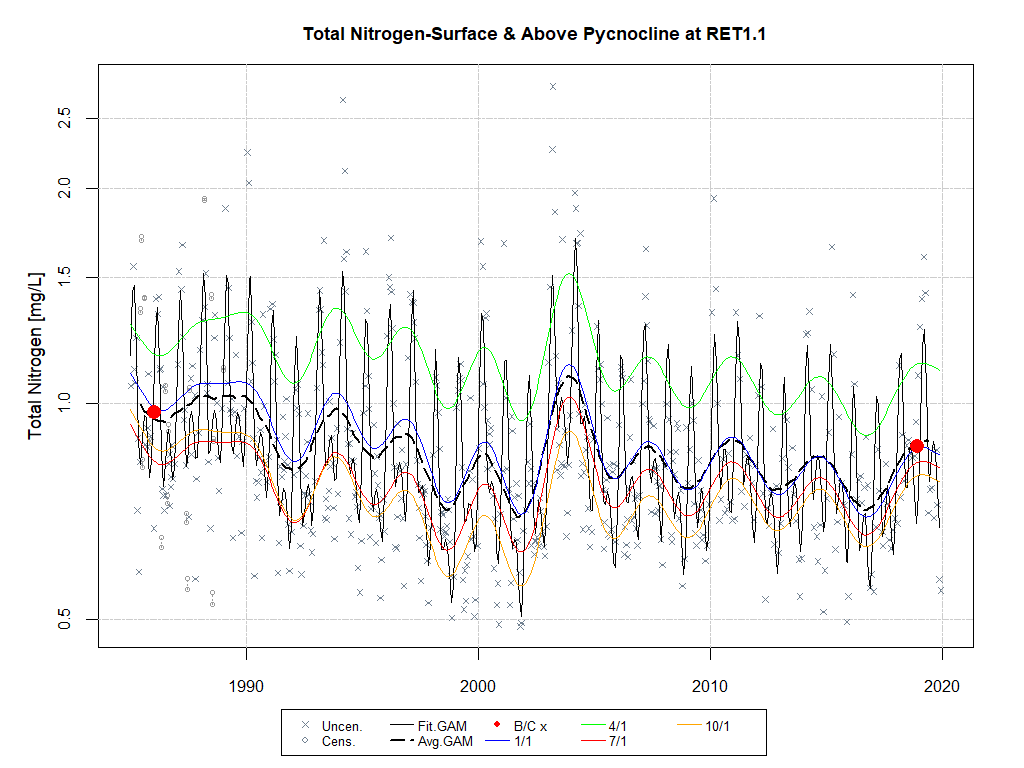 Total Nitrogen-Surface & Above Pycnocline at RET1.1
Total Nitrogen [mg/L]
2.5
2.0
1.5
1.0
0.5
1990 2000 2010 2020
Uncen. Fit.GAM B/C x 4/1 10/1
Cens. Avg.GAM 1/1 7/1